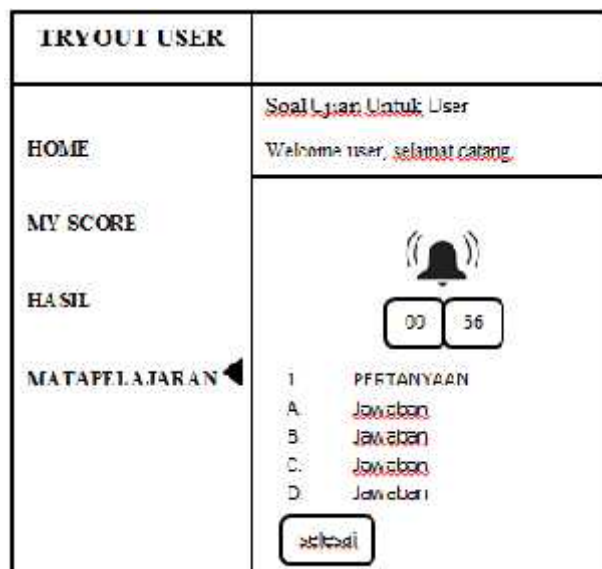 TRYOUT USER
Soal Ujian Untuk User
Welcome user, selamat datang
HOME
MY SCORE
HASIL
MATAPELAJARAN
00 56
1 PERTANYAAN
A. Jawaban
B. Jawaban
C. Jawaban
D. Jawaban
selesai